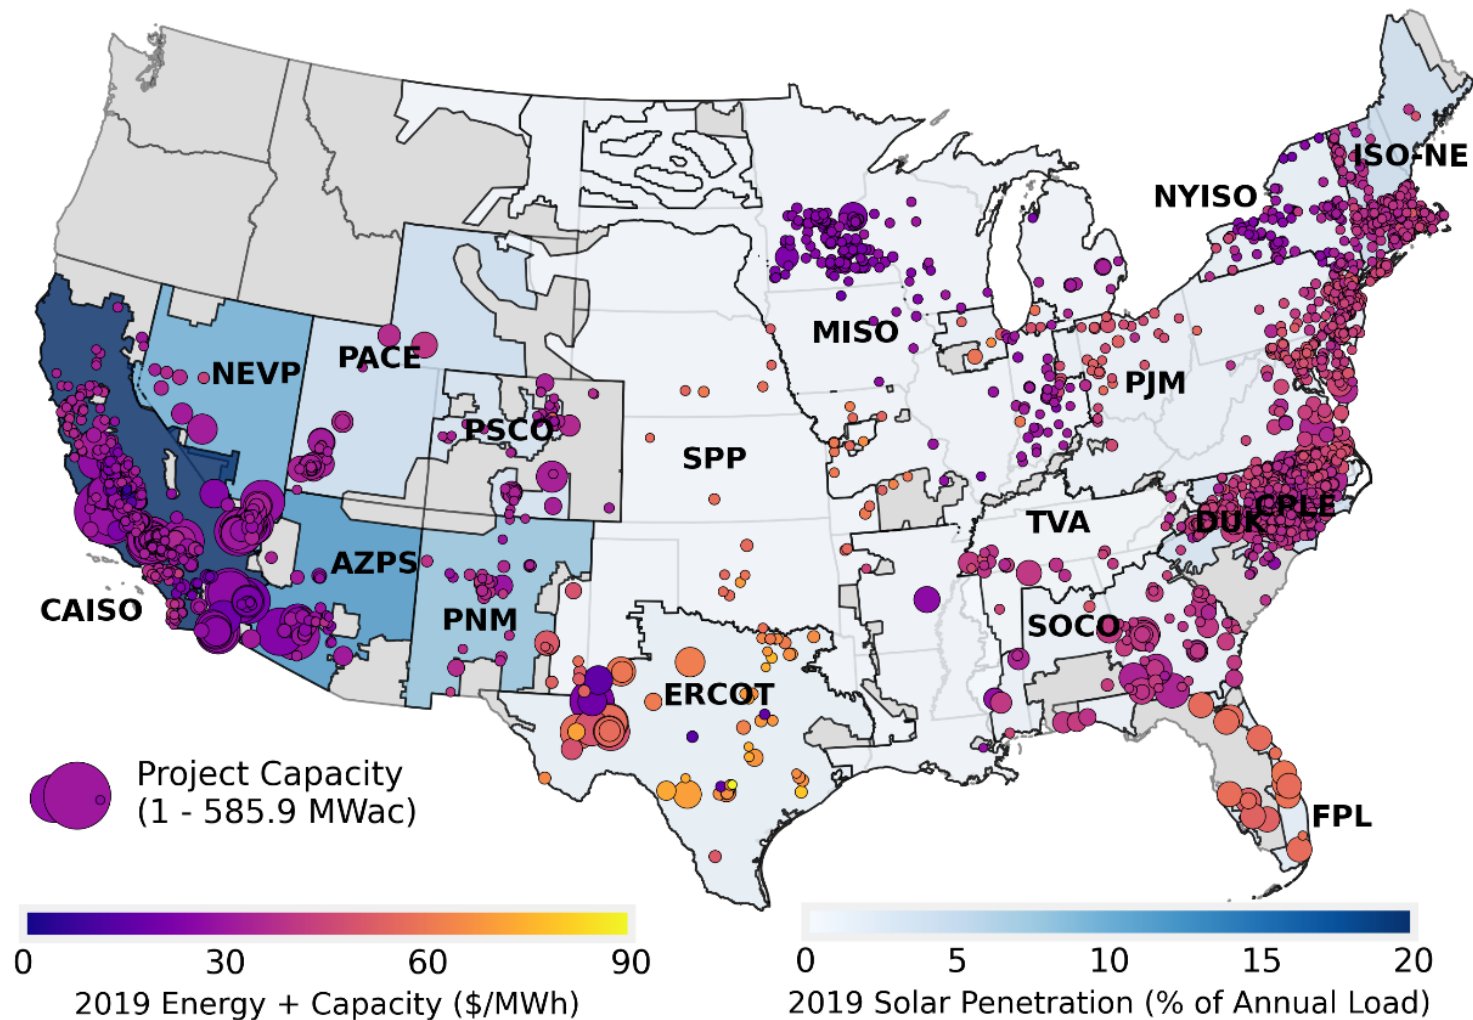 ISO-NE
NYISO
MISO
NEVP
PACE
PJM
PSCO
SPP
CPLE
DUK
TVA
AZPS
CAISO
PNM
SOCO
ERCOT
Project Capacity
(1 - 585.9 MWac)
FPL
0 30 60 90
2019 Energy + Capacity ($/MWh)
0 5 10 15 20
2019 Solar Penetration (% of Annual Load)